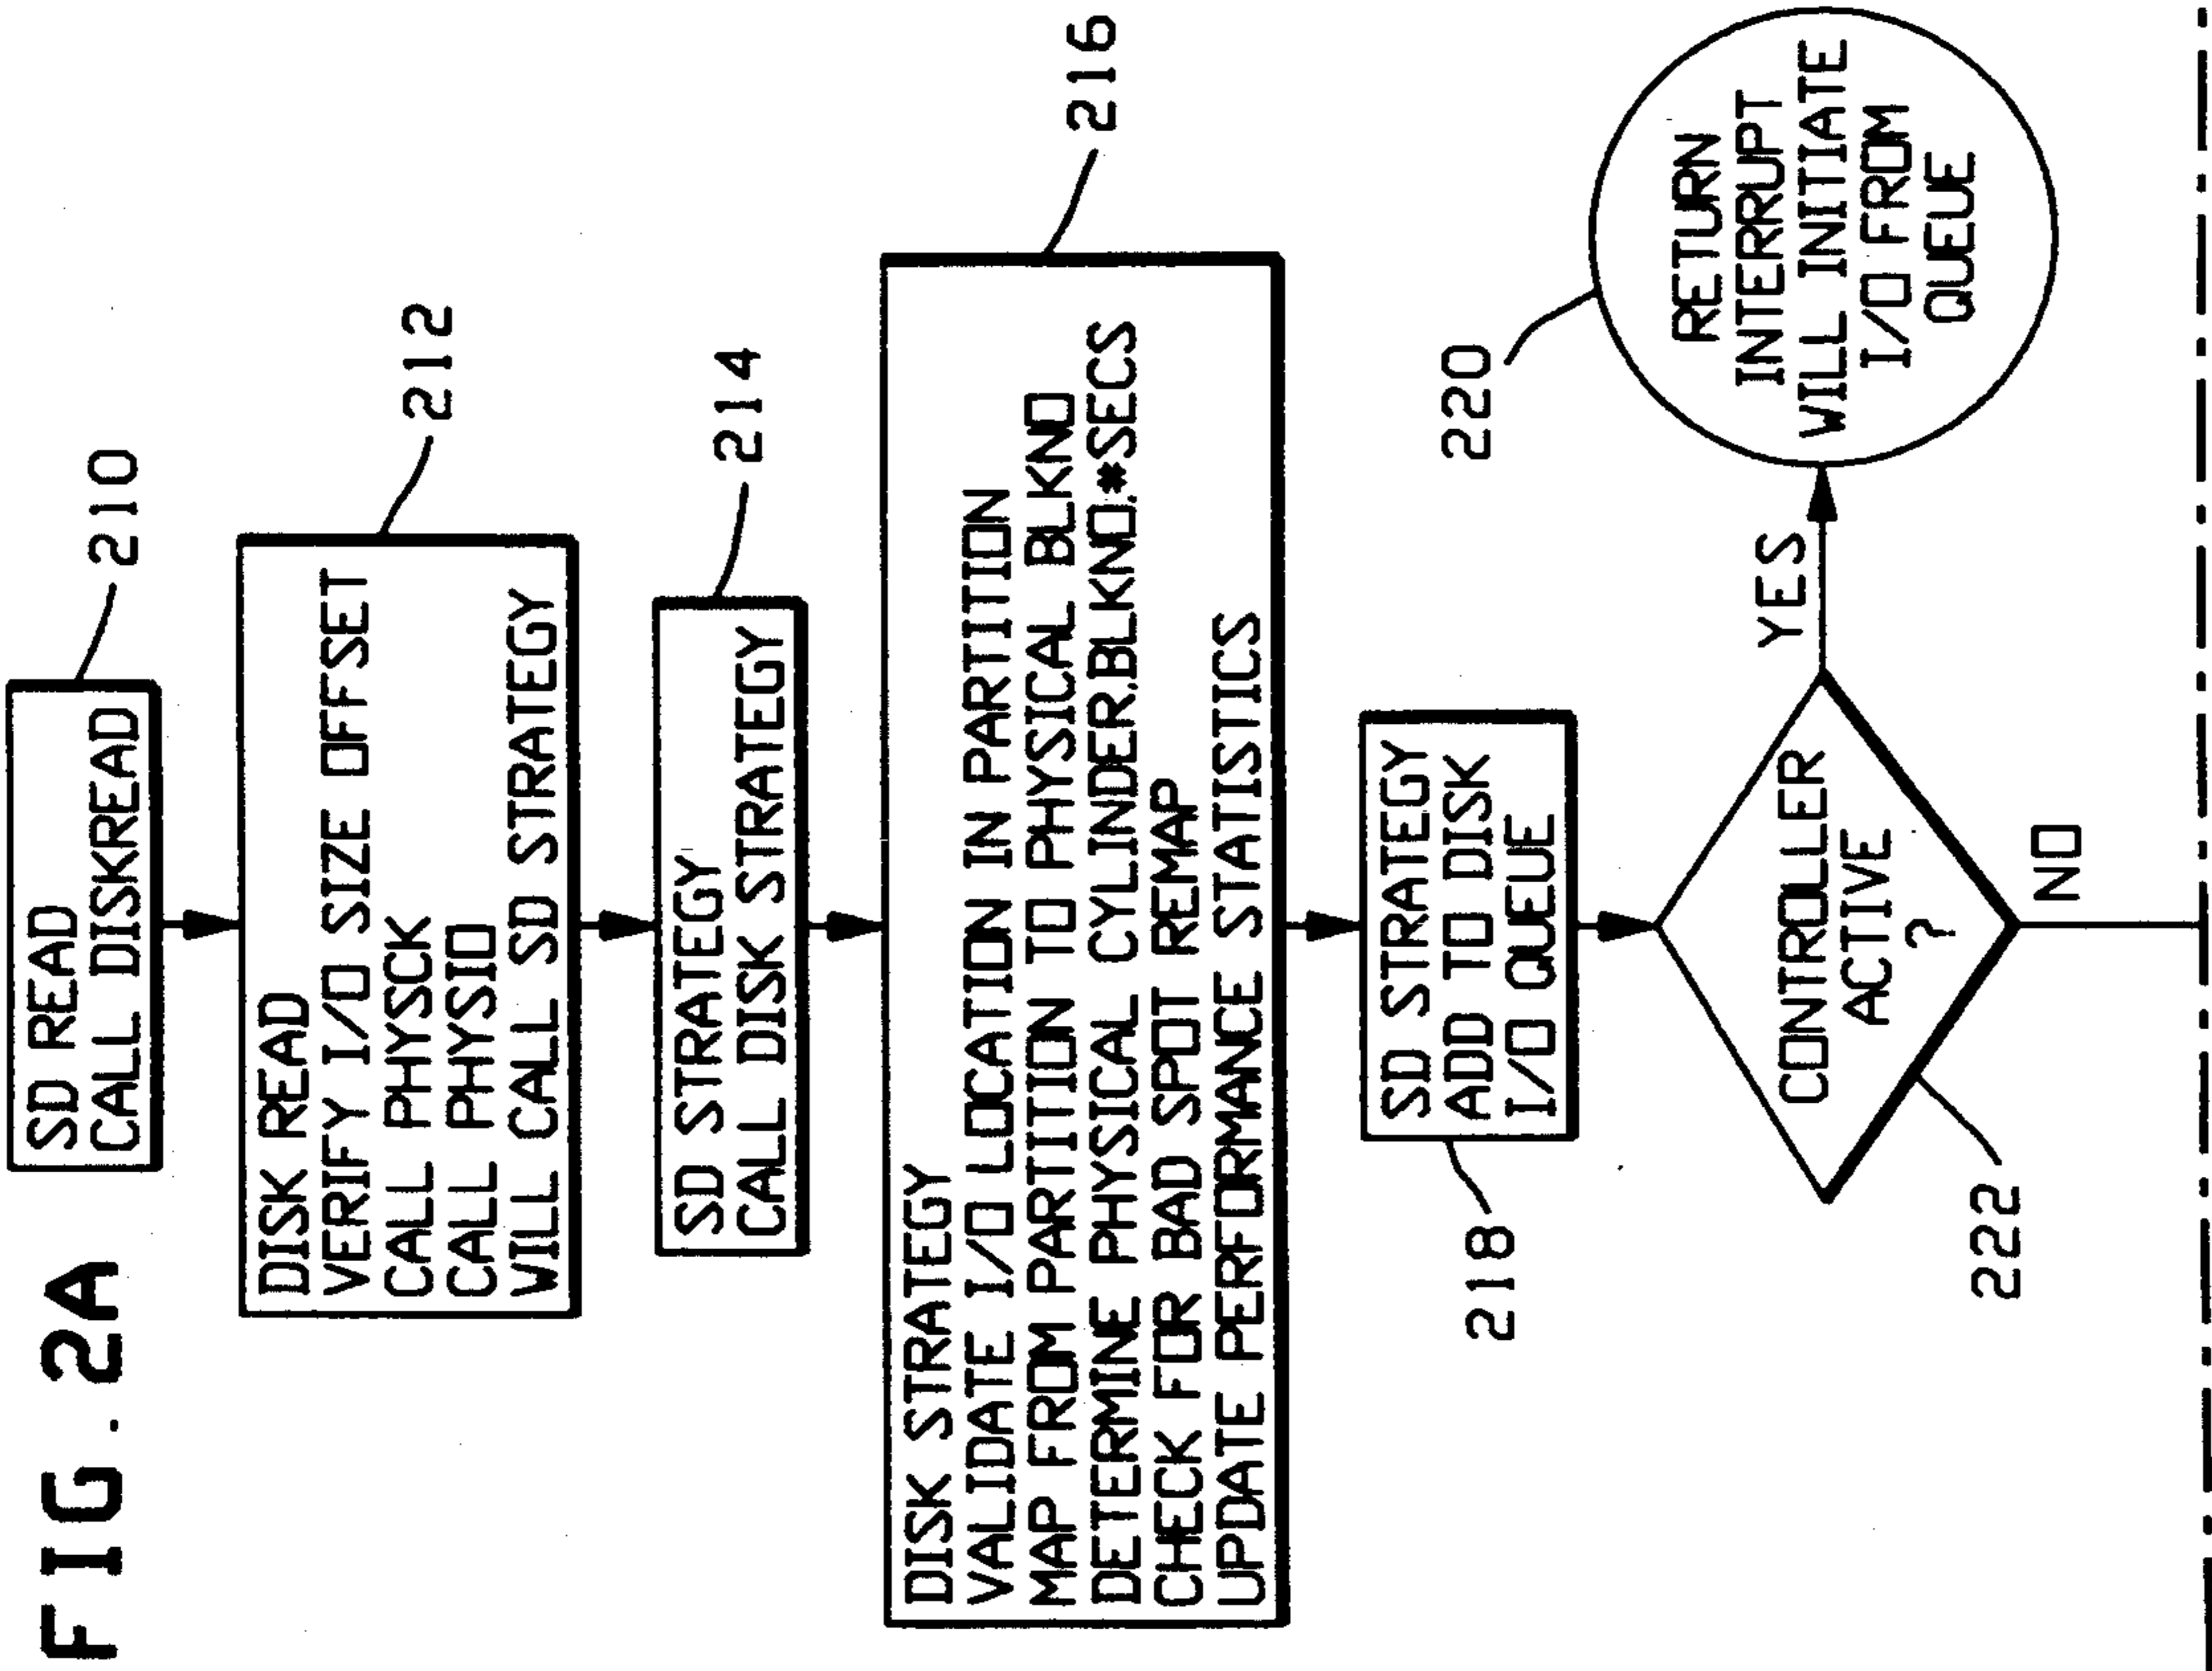 FIG. 2A
SD READ
CALL DISKREAD
210
DISK READ
VERIFY I/O SIZE OFFSET
CALL PHYSCK
CALL PHYSIO
WILL CALL SD STRATEGY
212
SD STRATEGY
CALL DISK STRATEGY
214
DISK STRATEGY
VALIDATE I/O LOCATION IN PARTITION
MAP FROM PARTITION TO PHYSICAL BLKNO
DETERMINE PHYSICAL CYLINDER,BLKNO.*SECS
CHECK FOR BAD SPOT REMAP
UPDATE PERFORMANCE STATISTICS
216
SD STRATEGY
ADD TO DISK
I/O QUEUE
218
CONTROLLER
ACTIVE
?
222
YES
NO
220
RETURN
INTERRUPT
WILL INITIATE
I/O FROM
QUEUE